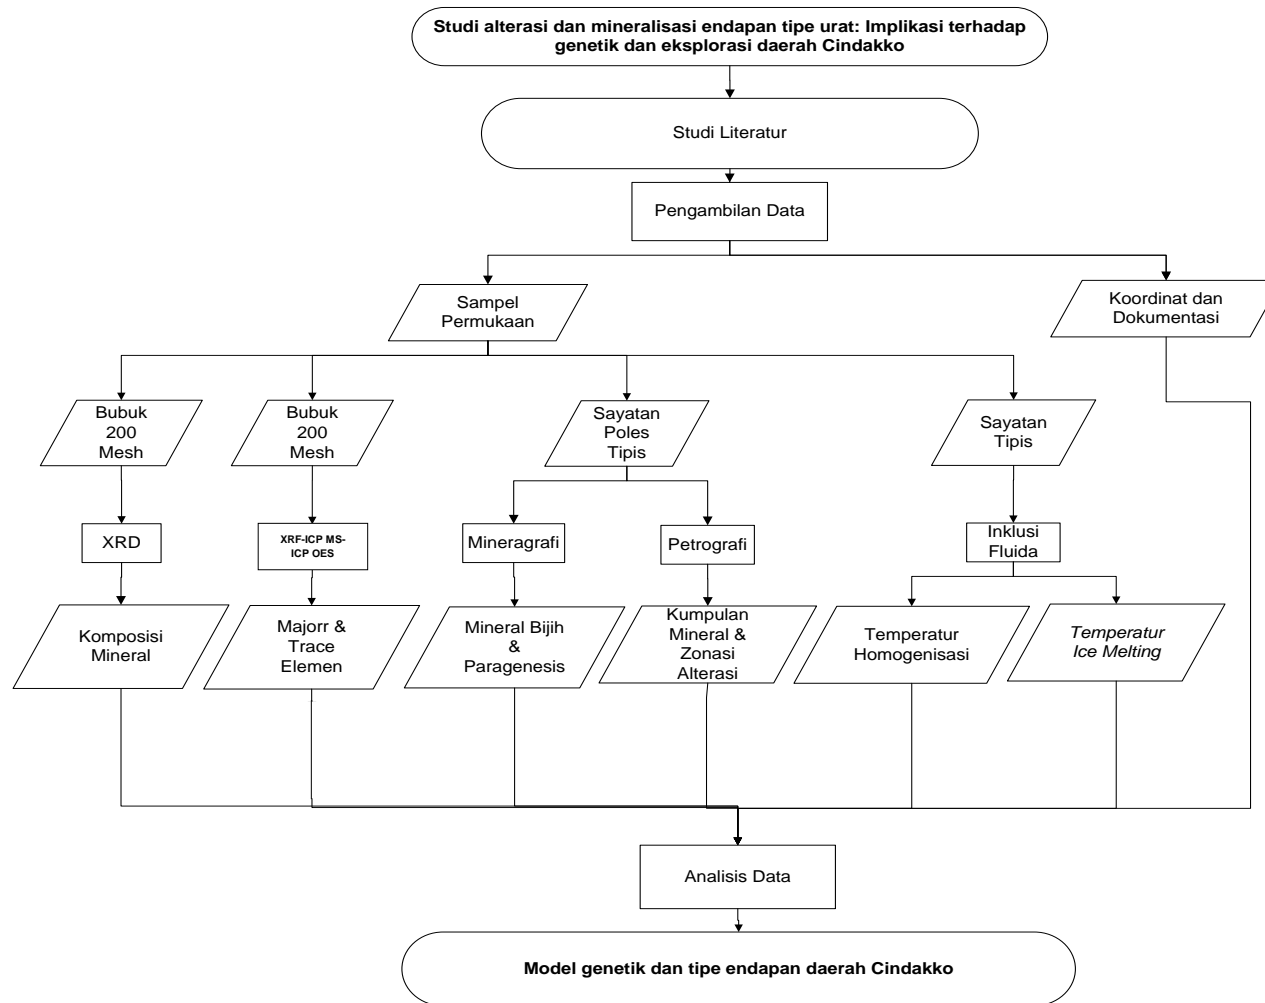 Studi alterasi dan mineralisasi endapan tipe urat: Implikasi terhadap
genetik dan eksplorasi daerah Cindakko
Studi Literatur
Pengambilan Data
Sampel
Permukaan
Koordinat dan
Dokumentasi
Bubuk
200
Mesh
Bubuk
200
Mesh
Sayatan
Poles
Tipis
Sayatan
Tipis
XRD
XRF-ICP MS-
ICP OES
Mineragrafi
Petrografi
Inklusi
Fluida
Komposisi
Mineral
Majorr &
Trace
Elemen
Mineral Bijih
&
Paragenesis
Kumpulan
Mineral &
Zonasi
Alterasi
Temperatur
Homogenisasi
Temperatur
Ice Melting
Analisis Data
Model genetik dan tipe endapan daerah Cindakko